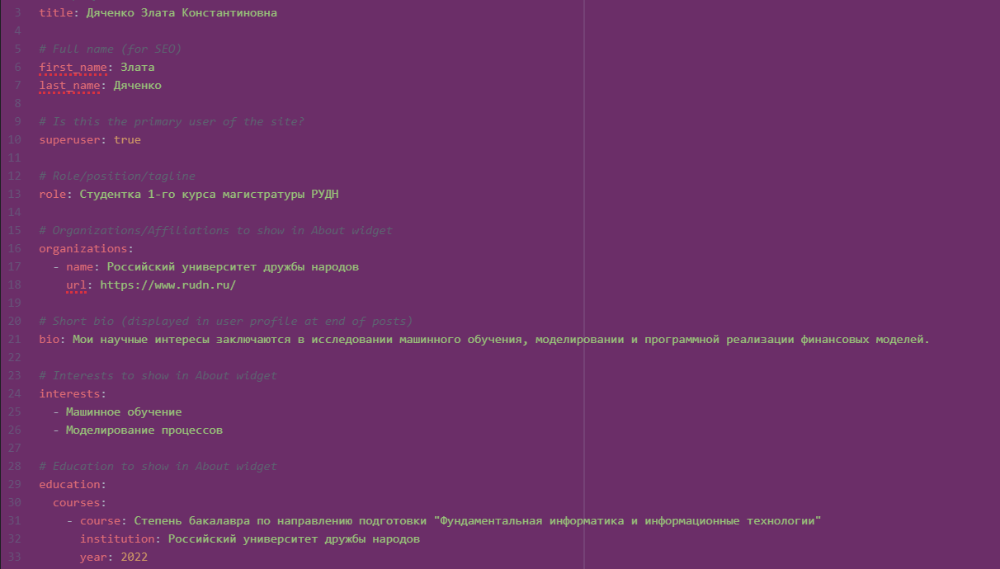 3 title: Дяченко Злата Константиновна
4
5 # Full name (for SEO)
6 first_name: Злата
7 last_name: Дяченко
8
9 # Is this the primary user of the site?
10 superuser: true
11
12 # Role/position/tagline
13 role: Студентка 1-го курса магистратуры РУДН
14
15 # Organizations/Affiliations to show in About widget
16 organizations:
17   - name: Российский университет дружбы народов
18     url: https://www.rudn.ru/
19
20 # Short bio (displayed in user profile at end of posts)
21 bio: Мои научные интересы заключаются в исследовании машинного обучения, моделировании и программной реализации финансовых моделей.
22
23 # Interests to show in About widget
24 interests:
25   - Машинное обучение
26   - Моделирование процессов
27
28 # Education to show in About widget
29 education:
30   courses:
31     - course: Степень бакалавра по направлению подготовки "Фундаментальная информатика и информационные технологии"
32       institution: Российский университет дружбы народов
33       year: 2022